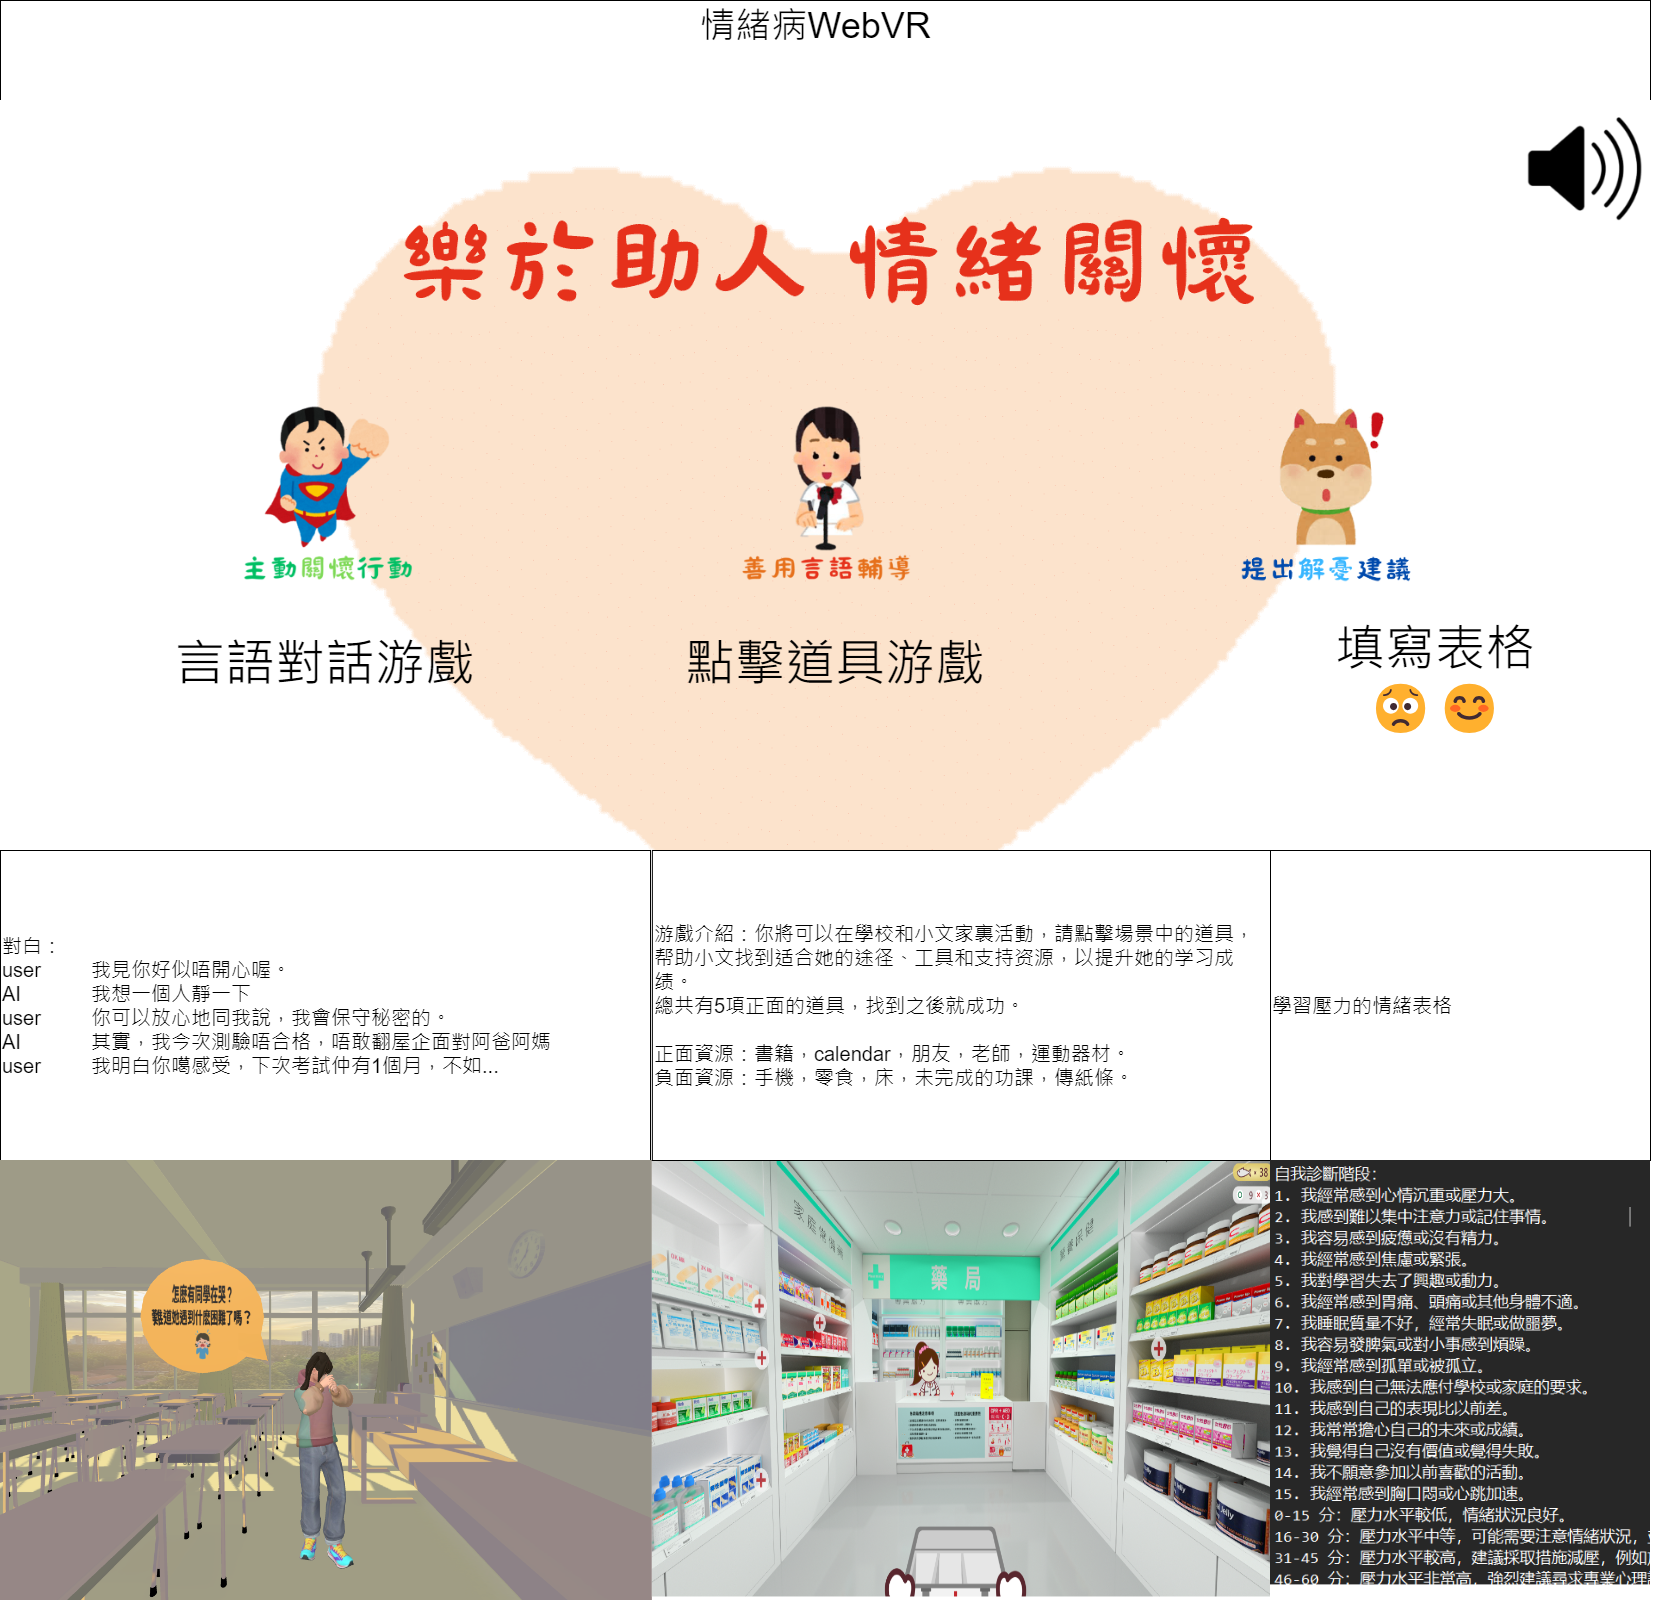 情緒病WebVR
樂於助人 情緒關懷
主動關懷行動
善用言語輔導
提出解憂建議
言語對話游戲
點擊道具游戲
填寫表格
對白：
user 我見你好似唔開心喔。
AI 我想一個人靜一下
user 你可以放心地同我說，我會保守秘密的。
AI 其實，我今次測驗唔合格，唔敢翻屋企面對阿爸阿媽
user 我明白你噶感受，下次考試仲有1個月，不如...
游戲介紹：你將可以在學校和小文家裏活動，請點擊場景中的道具，
帮助小文找到适合她的途径、工具和支持资源，以提升她的学习成
绩。
總共有5項正面的道具，找到之後就成功。
正面資源：書籍，calendar，朋友，老師，運動器材。
負面資源：手機，零食，床，未完成的功課，傳紙條。
學習壓力的情緒表格
怎麼有同學在哭？
難道她遇到什麼困難了嗎？
藥局
自我診斷階段：
1. 我經常感到心情沉重或壓力大。
2. 我感到難以集中注意力或記住事情。
3. 我容易感到疲憊或沒有精力。
4. 我經常感到焦慮或緊張。
5. 我對學習失去了興趣或動力。
6. 我經常感到胃痛、頭痛或其他身體不適。
7. 我睡眠質量不好，經常失眠或做噩夢。
8. 我容易發脾氣或對小事感到煩躁。
9. 我經常感到孤單或被孤立。
10. 我感到自己無法應付學校或家庭的要求。
11. 我感到自己的表現比以前差。
12. 我常常擔心自己的未來或成績。
13. 我覺得自己沒有價值或覺得失敗。
14. 我不願意參加以前喜歡的活動。
15. 我經常感到胸口悶或心跳加速。
0-15 分：壓力水平較低，情緒狀況良好。
16-30 分：壓力水平中等，可能需要注意情緒狀況，
31-45 分：壓力水平較高，建議採取措施減壓，例如
46-60 分：壓力水平非常高，強烈建議尋求專業心理